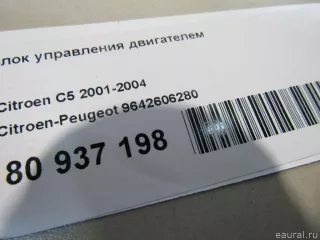 лок управления двигателем
Citroen C5 2001-2004
Citroen-Peugeot 9642606280
80 937 198
eaural.ru